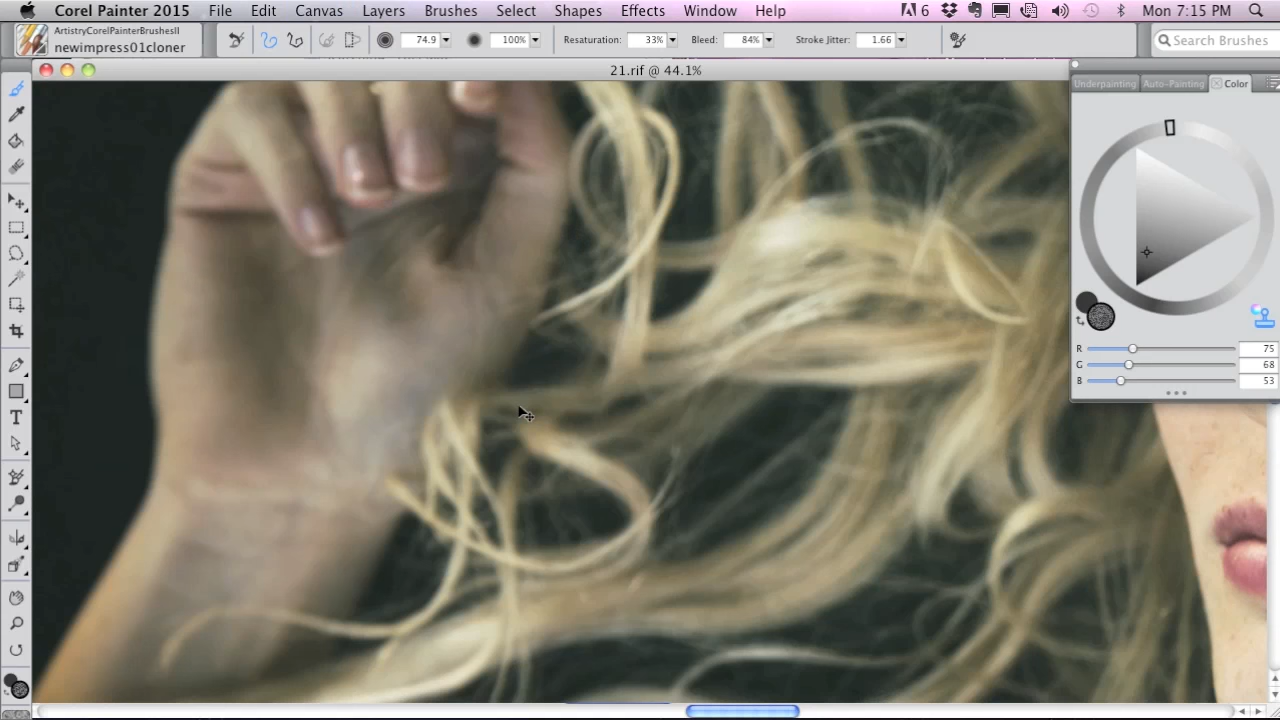 Corel Painter 2015 File Edit Canvas Layers Brushes Select Shapes Effects Window Help 6 Mon 7:15 PM
ArtistryCorelPainterBrushesII
newimpress01cloner
74.9 100% Resaturation: 33% Bleed: 84% Stroke Jitter: 1.66 Search Brushes
21.rif @ 44.1%
Underpainting Auto-Painting Color
R 75
G 68
B 53
T